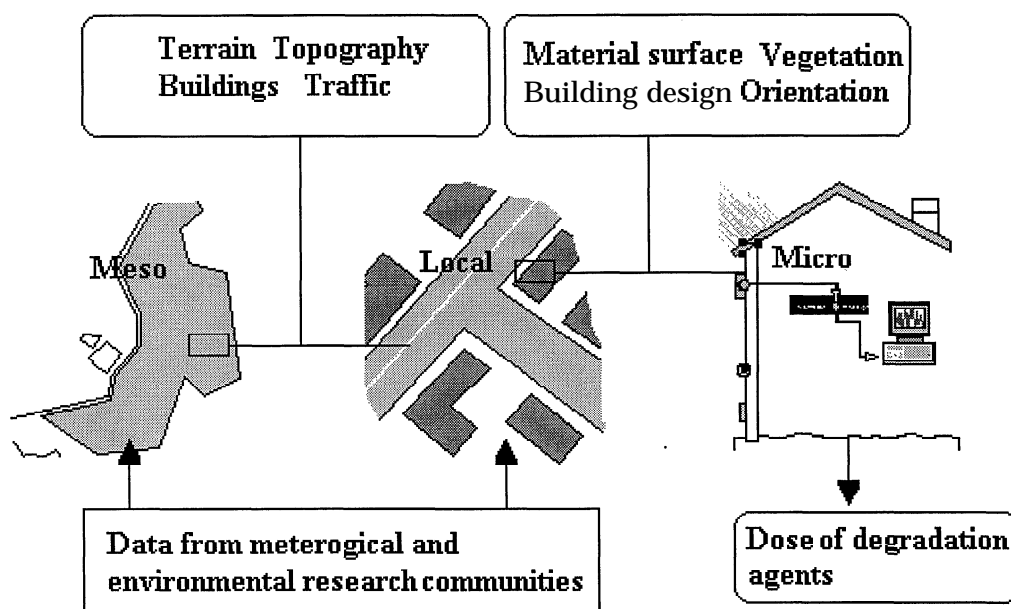 Terrain Topography
Buildings Traffic
Material surface Vegetation
Building design Orientation
Meso
Local
Micro
Data from meterogical and
environmental research communities
Dose of degradation
agents